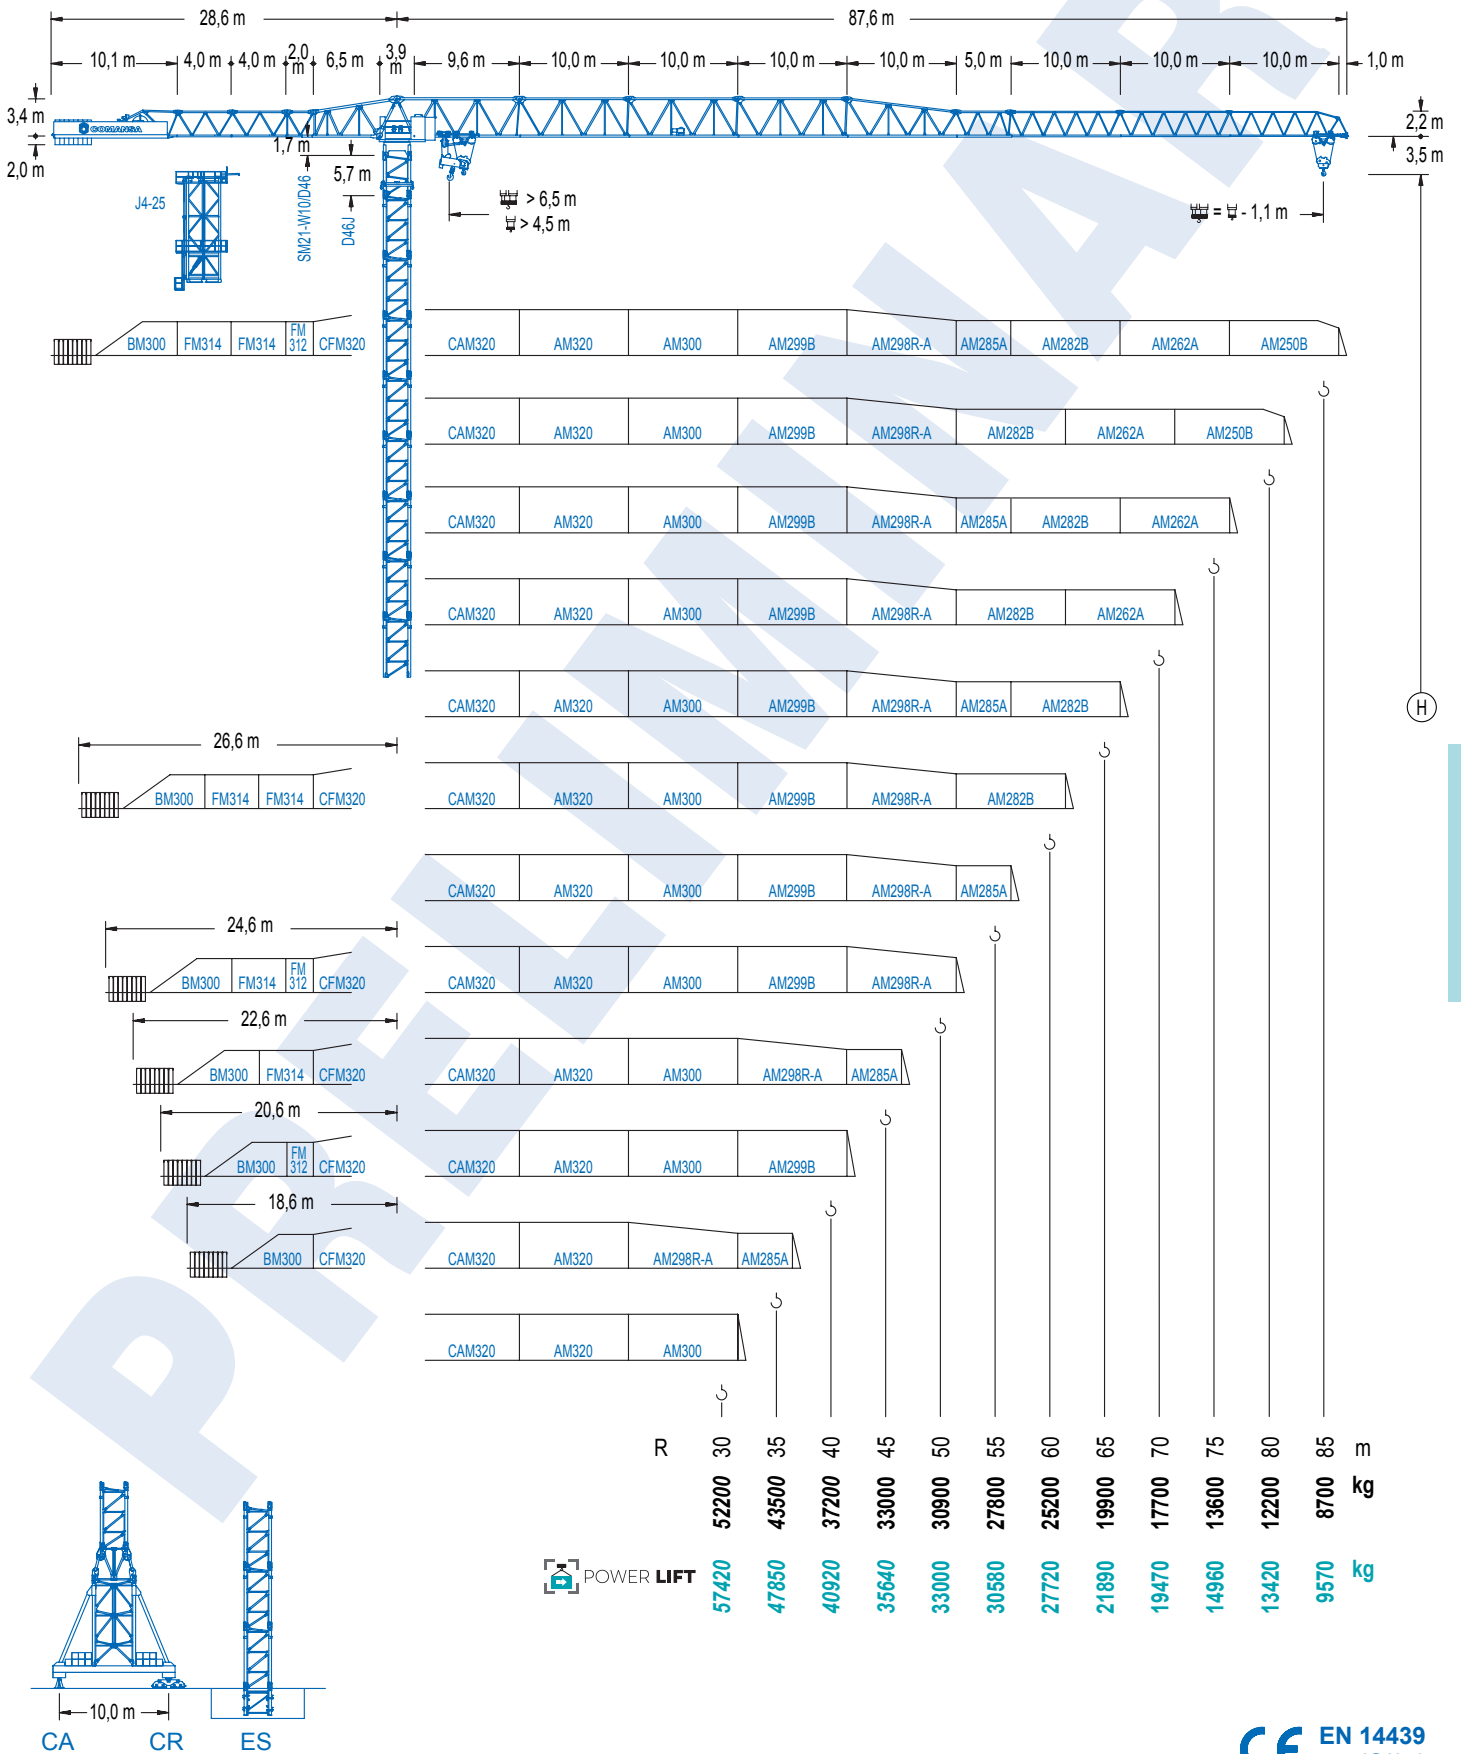 28,6 m 87,6 m
10,1 m 4,0 m 4,0 m 2,0 m 6,5 m 3,9 m 9,6 m 10,0 m 10,0 m 10,0 m 10,0 m 5,0 m 10,0 m 10,0 m 10,0 m 1,0 m
3,4 m COMANSA 2,2 m
2,0 m 1,7 m 3,5 m
5,7 m
J4-25 SM21-W10/D46 D46J
> 6,5 m = - 1,1 m
> 4,5 m
BM300 FM314 FM314 FM 312 CFM320 CAM320 AM320 AM300 AM299B AM298R-A AM285A AM282B AM262A AM250B
CAM320 AM320 AM300 AM299B AM298R-A AM282B AM262A AM250B
CAM320 AM320 AM300 AM299B AM298R-A AM285A AM282B AM262A
CAM320 AM320 AM300 AM299B AM298R-A AM282B AM262A
CAM320 AM320 AM300 AM299B AM298R-A AM285A AM282B
H
26,6 m
BM300 FM314 FM314 CFM320 CAM320 AM320 AM300 AM299B AM298R-A AM282B
CAM320 AM320 AM300 AM299B AM298R-A AM285A
24,6 m
BM300 FM314 FM 312 CFM320 CAM320 AM320 AM300 AM299B AM298R-A
22,6 m
BM300 FM314 CFM320 CAM320 AM320 AM300 AM298R-A AM285A
20,6 m
BM300 FM 312 CFM320 CAM320 AM320 AM300 AM299B
18,6 m
BM300 CFM320 CAM320 AM320 AM298R-A AM285A
CAM320 AM320 AM300
R 30 35 40 45 50 55 60 65 70 75 80 85 m
52200 43500 37200 33000 30900 27800 25200 19900 17700 13600 12200 8700 kg
POWER LIFT 57420 47850 40920 35640 33000 30580 27720 21890 19470 14960 13420 9570 kg
10,0 m
CA CR ES
CE EN 14439
PRELIMINAR